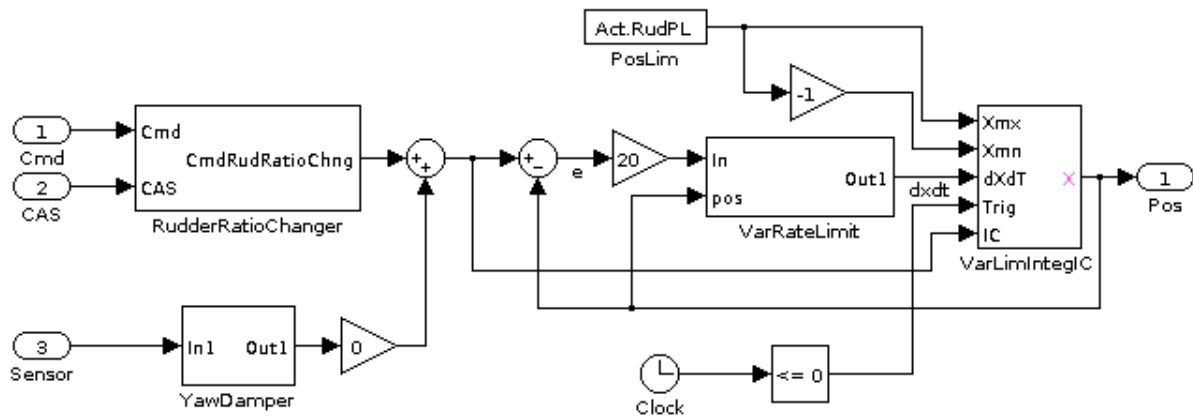 Act.RudPL
PosLim
-1
1
Cmd
2
CAS
Cmd
CmdRudRatioChng
CAS
RudderRatioChanger
+
+
+
-
e
20
In
Out1
pos
VarRateLimit
dxdt
Xmx
Xmn
dXdT
X
Trig
IC
VarLimIntegIC
1
Pos
3
Sensor
In1
Out1
YawDamper
0
Clock
<= 0